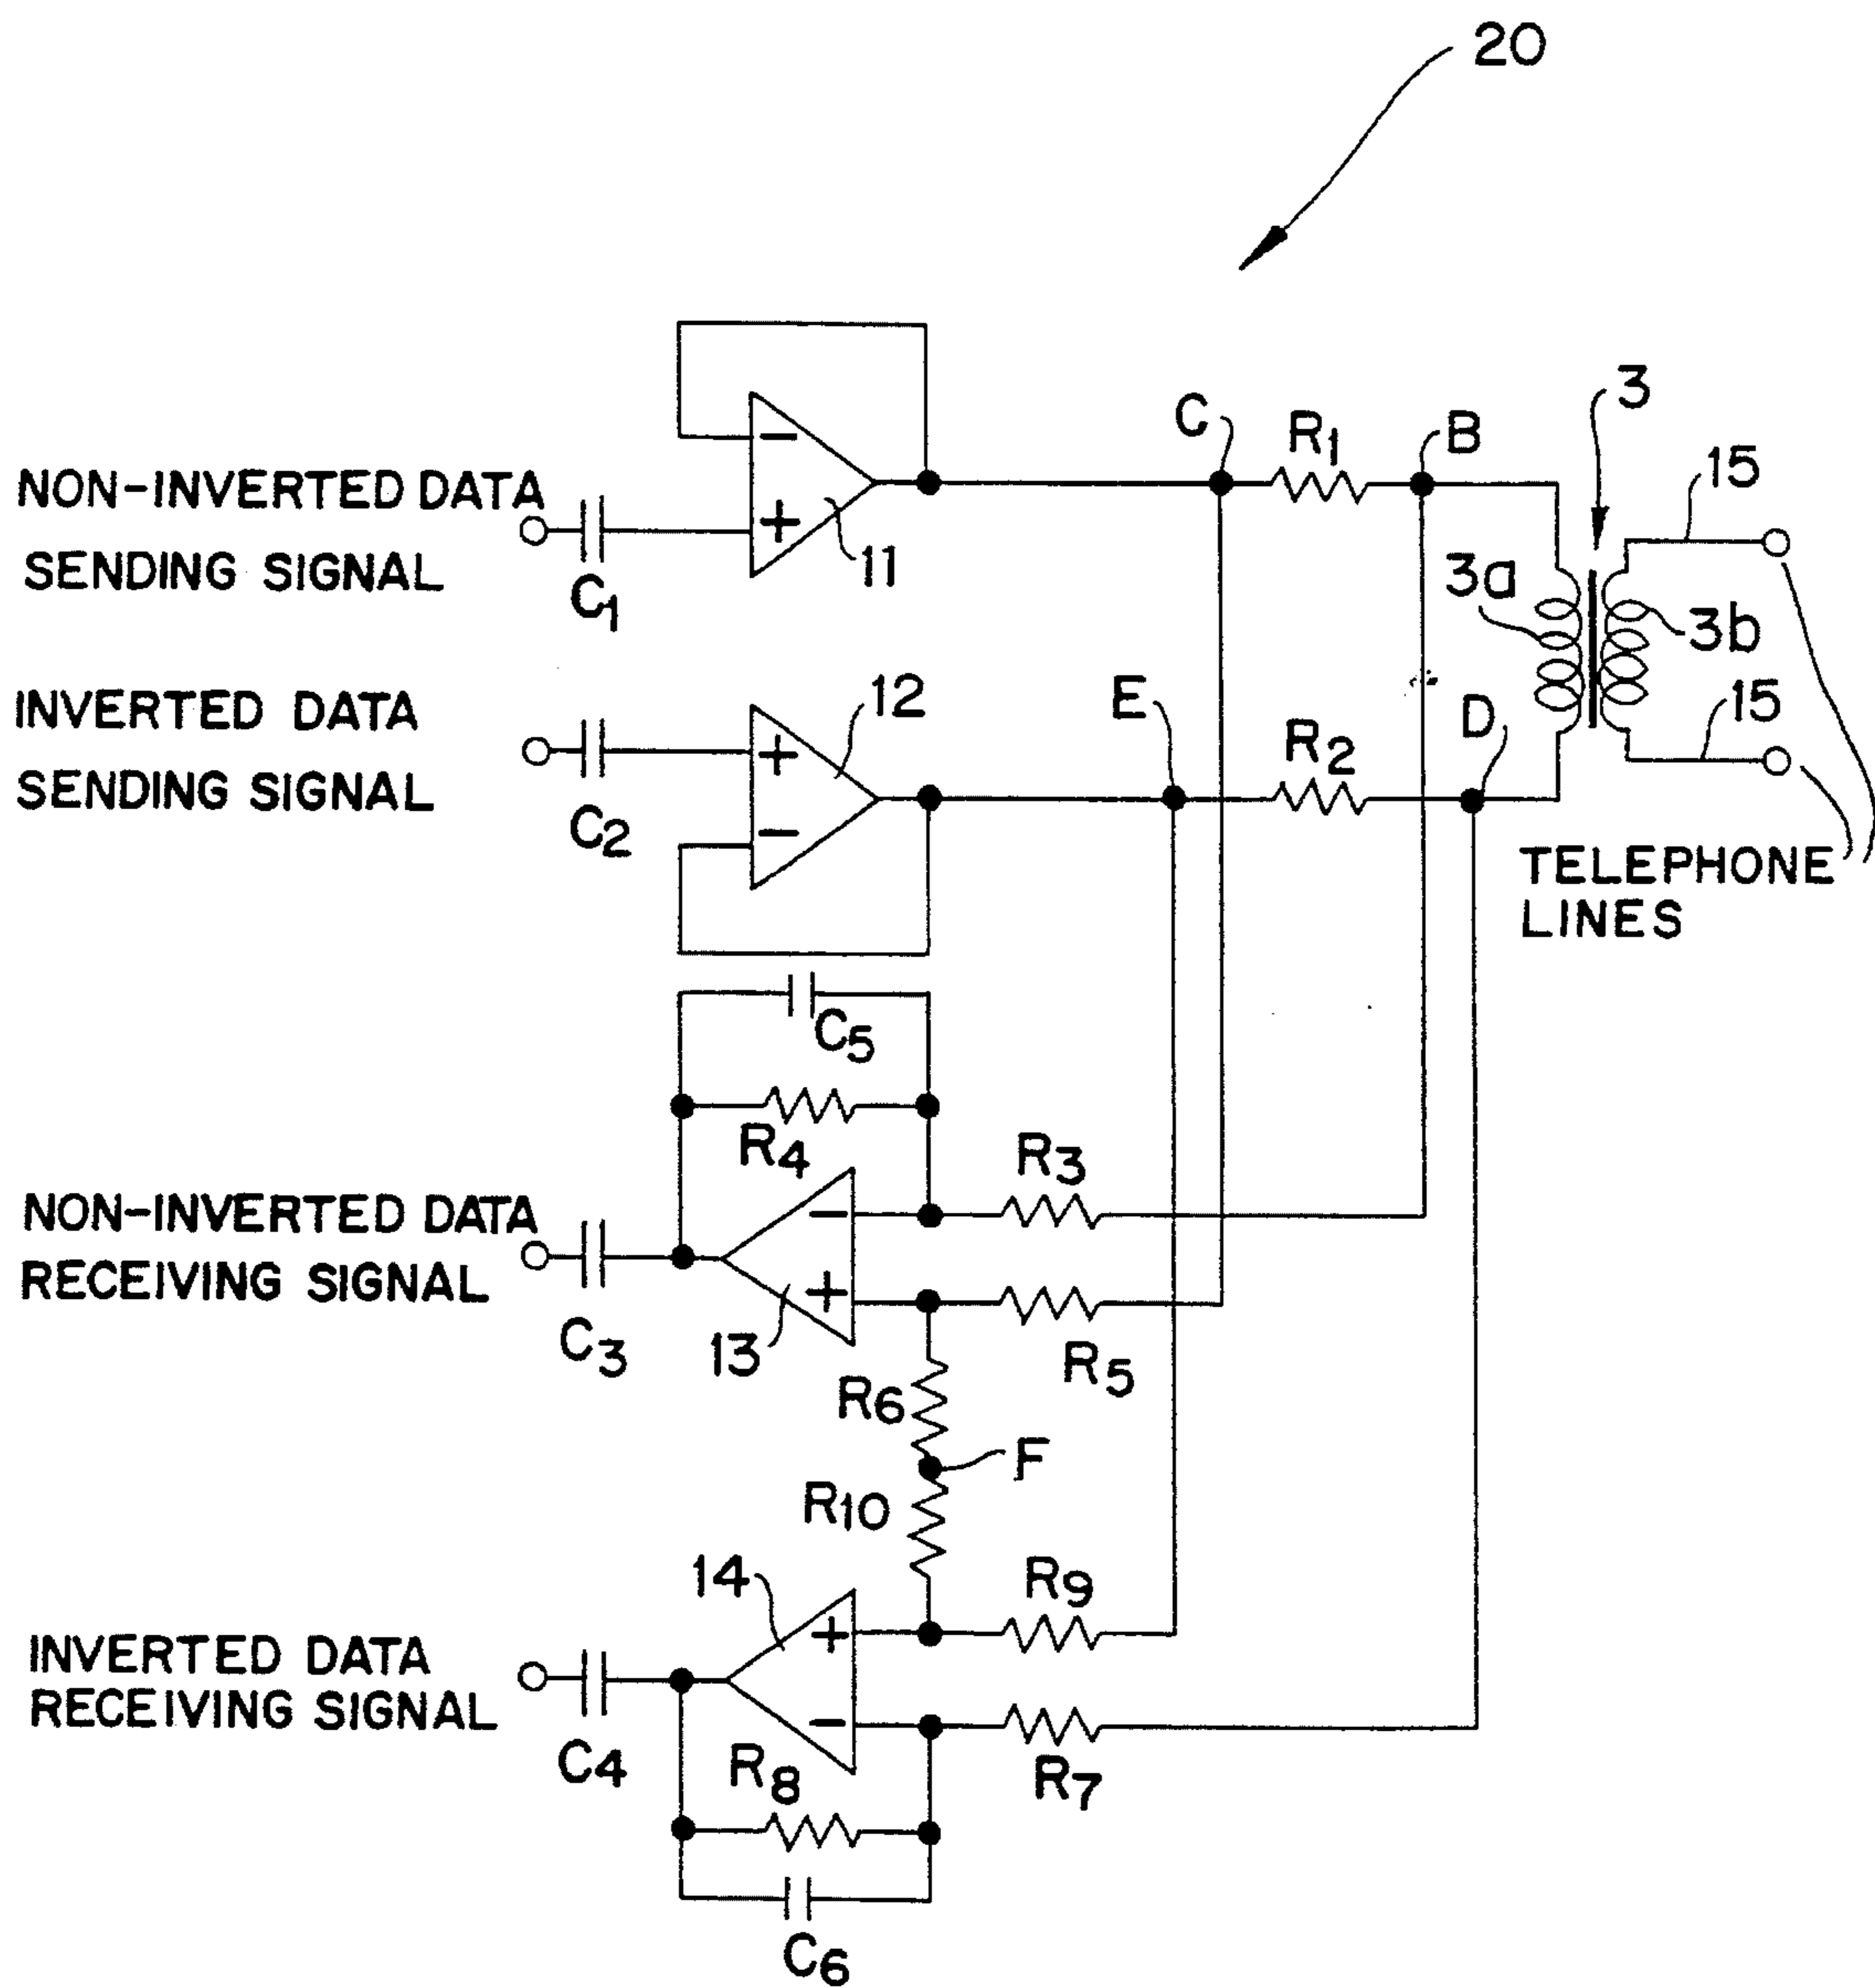 20
C
R1
B
3
15
NON-INVERTED DATA
SENDING SIGNAL
C1
11
3a
3b
INVERTED DATA
SENDING SIGNAL
C2
12
E
R2
D
15
TELEPHONE
LINES
C5
R4
R3
NON-INVERTED DATA
RECEIVING SIGNAL
C3
13
R5
R6
F
R10
14
R9
INVERTED DATA
RECEIVING SIGNAL
C4
R8
R7
C6